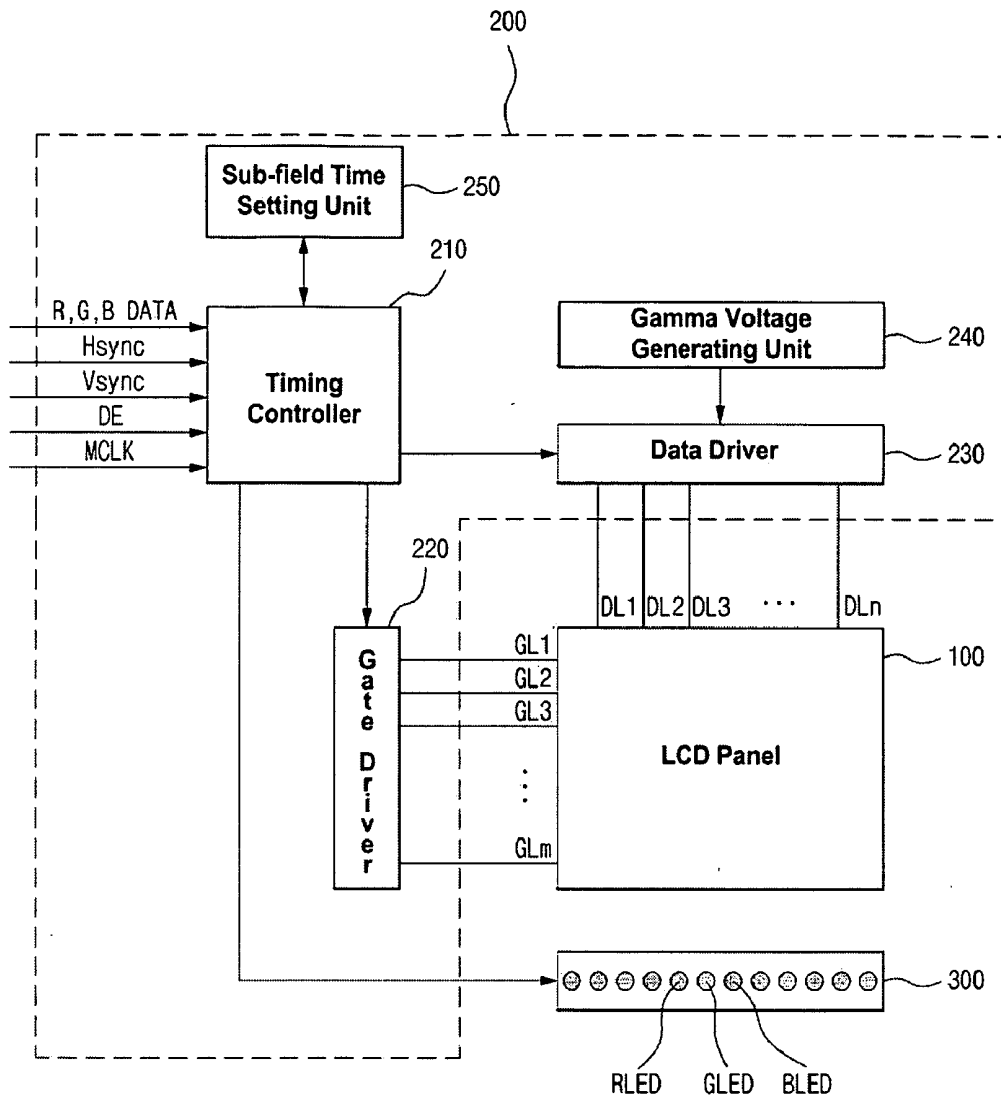 200
Sub-field Time
Setting Unit
250
210
R,G,B DATA
Hsync
Vsync
DE
MCLK
Timing
Controller
Gamma Voltage
Generating Unit
240
Data Driver
230
220
DL1 DL2 DL3 ... DLn
Gate Driver
GL1
GL2
GL3
⋮
GLm
100
LCD Panel
300
RLED GLED BLED